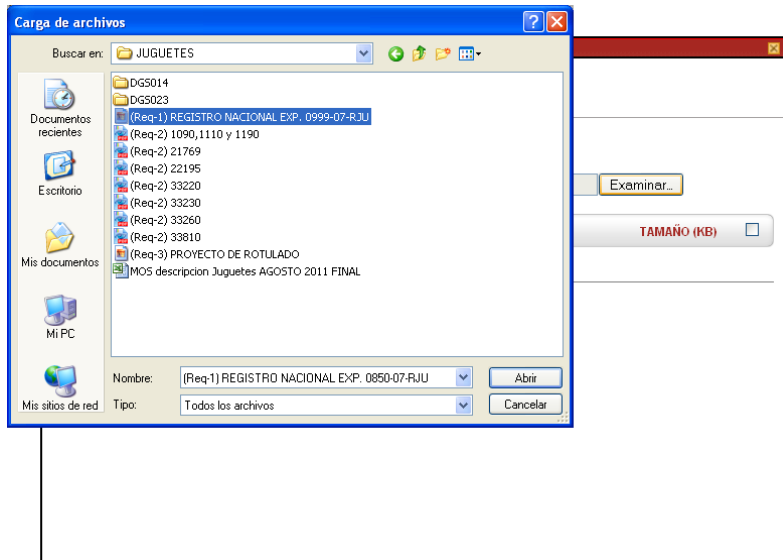 Carga de archivos
Buscar en: JUGUETES
DGS014
DGS023
(Req-1) REGISTRO NACIONAL EXP. 0999-07-RJU
(Req-2) 1090,1110 y 1190
(Req-2) 21769
(Req-2) 22195
(Req-2) 33220
(Req-2) 33230
(Req-2) 33260
(Req-2) 33810
(Req-3) PROYECTO DE ROTULADO
MOS descripcion Juguetes AGOSTO 2011 FINAL
Documentos
recientes
Escritorio
Mis documentos
Mi PC
Mis sitios de red
Nombre: (Req-1) REGISTRO NACIONAL EXP. 0850-07-RJU Abrir
Tipo: Todos los archivos Cancelar
Examinar...
TAMAÑO (KB)